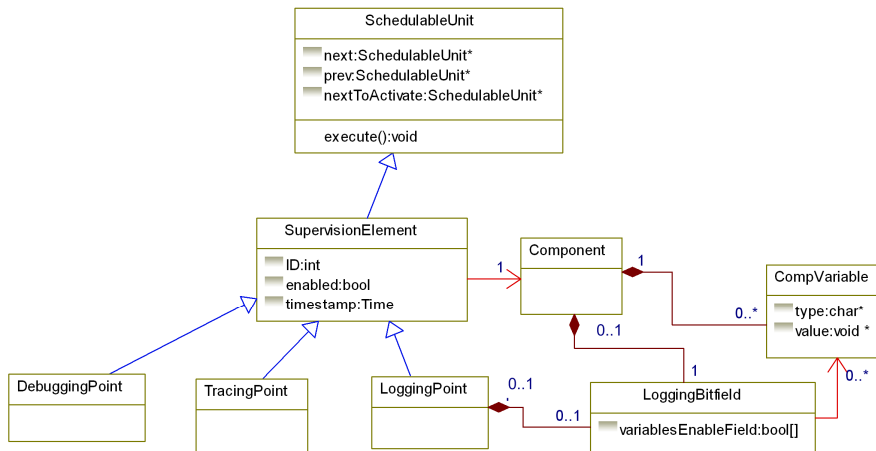 SchedulableUnit
next:SchedulableUnit*
prev:SchedulableUnit*
nextToActivate:SchedulableUnit*
execute():void
SupervisionElement
ID:int
enabled:bool
timestamp:Time
1
Component
1
0..*
CompVariable
type:char*
value:void *
0..1
1
0..*
DebuggingPoint
TracingPoint
LoggingPoint
0..1
0..1
LoggingBitfield
variablesEnableField:bool[]